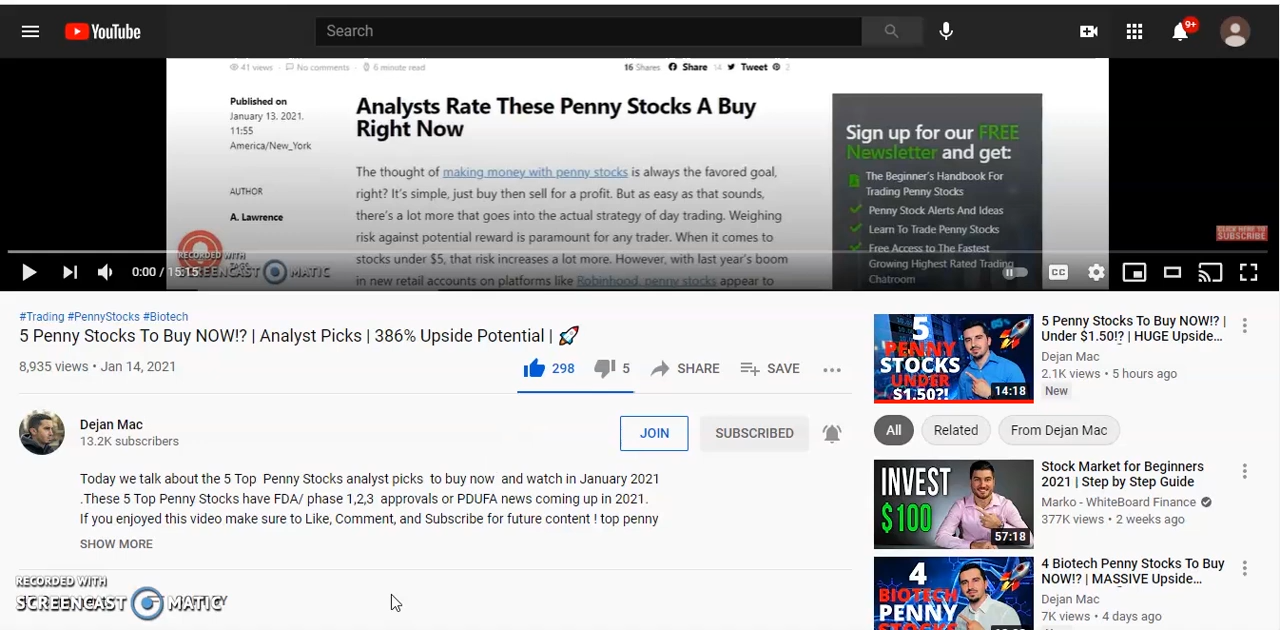 YouTube
Search
9+
41 views No comments 6 minute read
16 Shares Share 14 Tweet 2
Published on
January 13. 2021.
11:55
America/New_York
AUTHOR
A. Lawrence
Analysts Rate These Penny Stocks A Buy
Right Now
The thought of making money with penny stocks is always the favored goal,
right? It's simple, just buy then sell for a profit. But as easy as that sounds,
there's a lot more that goes into the actual strategy of day trading. Weighing
risk against potential reward is paramount for any trader. When it comes to
stocks under $5, that risk increases a lot more. However, with last year's boom
in new retail accounts on platforms like Robinhood, penny stocks appear to
Sign up for our FREE
Newsletter and get:
The Beginner's Handbook For
Trading Penny Stocks
Penny Stock Alerts And Ideas
Learn To Trade Penny Stocks
Free Access To The Fastest
Growing Highest Rated Trading
Chatroom
CLICK HERE TO
SUBSCRIBE
RECORDED WITH
SCREENCAST MATIC
0:00 / 15:15
CC
#Trading #PennyStocks #Biotech
5 Penny Stocks To Buy NOW!? | Analyst Picks | 386% Upside Potential | 🚀
8,935 views • Jan 14, 2021
298 5 SHARE SAVE
Dejan Mac
13.2K subscribers
JOIN SUBSCRIBED
Today we talk about the 5 Top Penny Stocks analyst picks to buy now and watch in January 2021
.These 5 Top Penny Stocks have FDA/ phase 1,2,3 approvals or PDUFA news coming up in 2021.
If you enjoyed this video make sure to Like, Comment, and Subscribe for future content ! top penny
SHOW MORE
RECORDED WITH
SCREENCAST MATIC
5
PENNY
STOCKS
UNDER
$1.50?!
14:18
5 Penny Stocks To Buy NOW!? |
Under $1.50!? | HUGE Upside...
Dejan Mac
2.1K views • 5 hours ago
New
All Related From Dejan Mac
INVEST
$100
57:18
Stock Market for Beginners
2021 | Step by Step Guide
Marko - WhiteBoard Finance
377K views • 2 weeks ago
4
BIOTECH
PENNY
STOCKS
4 Biotech Penny Stocks To Buy
NOW!? | MASSIVE Upside...
Dejan Mac
7K views • 4 days ago